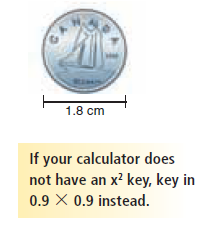 CANADA
1.8 cm
If your calculator does
not have an x² key, key in
0.9 × 0.9 instead.